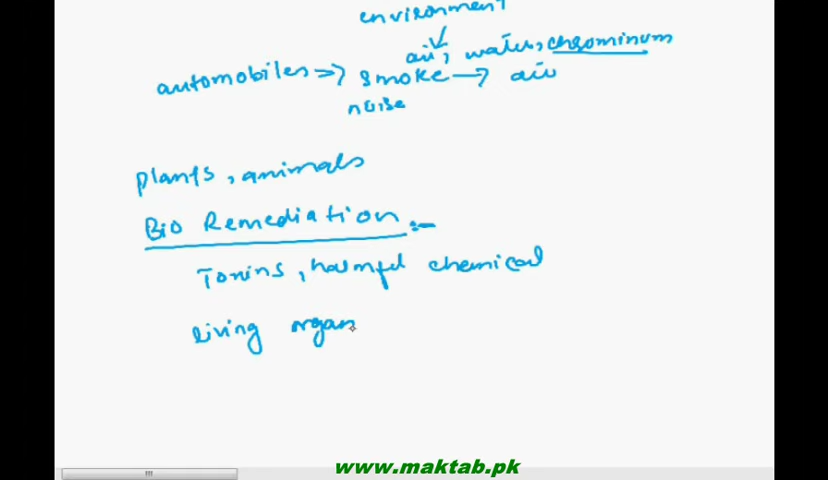 environment
air, water, chrominum
automobiles => smoke → air
noise
plants, animals
Bio Remediation :-
Toxins, harmful chemical
living organ
www.maktab.pk